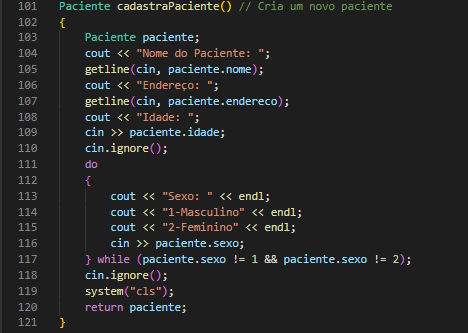 101 Paciente cadastraPaciente() // Cria um novo paciente
102 {
103     Paciente paciente;
104     cout << "Nome do Paciente: ";
105     getline(cin, paciente.nome);
106     cout << "Endereço: ";
107     getline(cin, paciente.endereco);
108     cout << "Idade: ";
109     cin >> paciente.idade;
110     cin.ignore();
111     do
112     {
113         cout << "Sexo: " << endl;
114         cout << "1-Masculino" << endl;
115         cout << "2-Feminino" << endl;
116         cin >> paciente.sexo;
117     } while (paciente.sexo != 1 && paciente.sexo != 2);
118     cin.ignore();
119     system("cls");
120     return paciente;
121 }